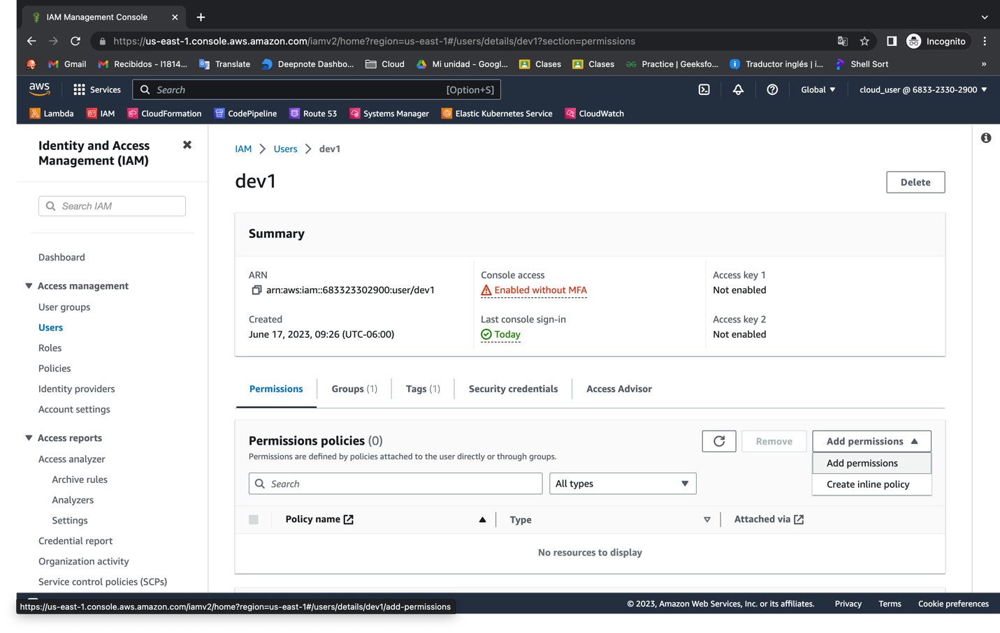 IAM Management Console
https://us-east-1.console.aws.amazon.com/iamv2/home?region=us-east-1#/users/details/dev1?section=permissions
Incognito
Gmail
Recibidos - l1814...
Translate
Deepnote Dashbo...
Cloud
Mi unidad - Googl...
Clases
Clases
Practice | Geeksfo...
Traductor inglés | i...
Shell Sort
»
aws
Services
Search
[Option+S]
Global
cloud_user @ 6833-2330-2900
Lambda
IAM
CloudFormation
CodePipeline
Route 53
Systems Manager
Elastic Kubernetes Service
CloudWatch
Identity and Access
Management (IAM)
Search IAM
Dashboard
Access management
User groups
Users
Roles
Policies
Identity providers
Account settings
Access reports
Access analyzer
Archive rules
Analyzers
Settings
Credential report
Organization activity
Service control policies (SCPs)
IAM > Users > dev1
dev1
Delete
Summary
ARN
arn:aws:iam::683323302900:user/dev1
Created
June 17, 2023, 09:26 (UTC-06:00)
Console access
Enabled without MFA
Last console sign-in
Today
Access key 1
Not enabled
Access key 2
Not enabled
Permissions
Groups (1)
Tags (1)
Security credentials
Access Advisor
Permissions policies (0)
Permissions are defined by policies attached to the user directly or through groups.
Remove
Add permissions
Add permissions
Create inline policy
Search
All types
Policy name
Type
Attached via
No resources to display
https://us-east-1.console.aws.amazon.com/iamv2/home?region=us-east-1#/users/details/dev1/add-permissions
© 2023, Amazon Web Services, Inc. or its affiliates.
Privacy
Terms
Cookie preferences